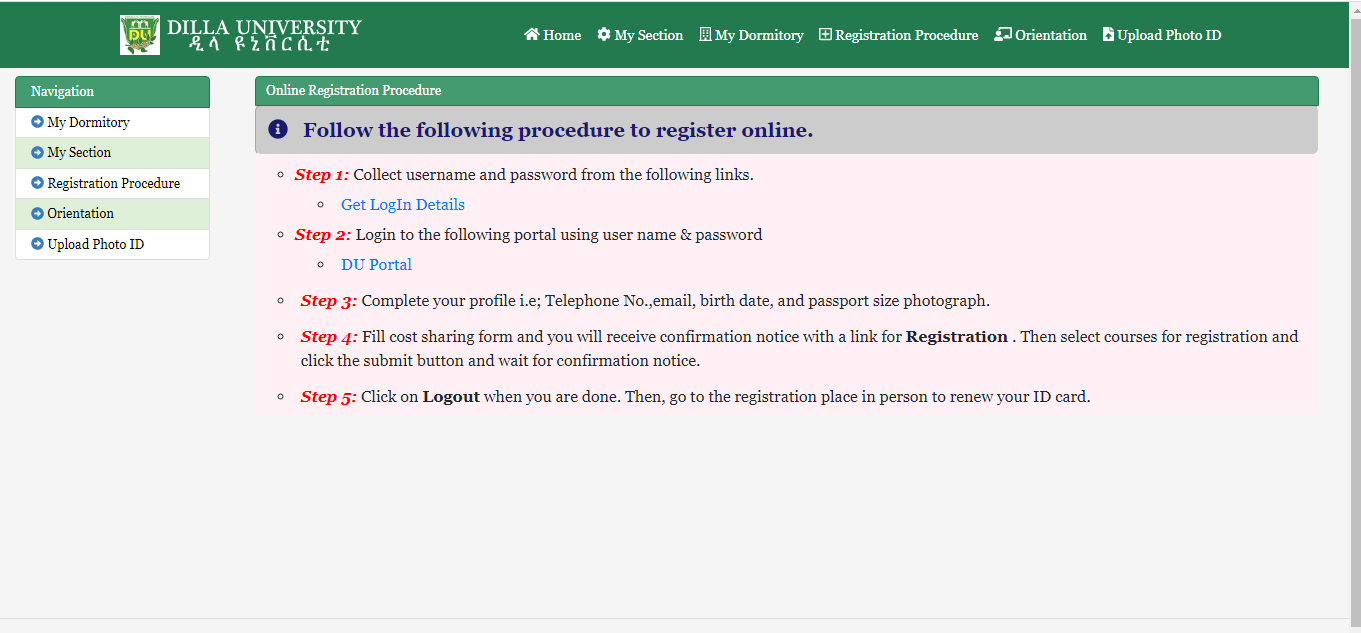 DILLA UNIVERSITY
ዲላ ዩኒቨርሲቲ
Home My Section My Dormitory Registration Procedure Orientation Upload Photo ID
Navigation
My Dormitory
My Section
Registration Procedure
Orientation
Upload Photo ID
Online Registration Procedure
Follow the following procedure to register online.
Step 1: Collect username and password from the following links.
Get LogIn Details
Step 2: Login to the following portal using user name & password
DU Portal
Step 3: Complete your profile i.e; Telephone No.,email, birth date, and passport size photograph.
Step 4: Fill cost sharing form and you will receive confirmation notice with a link for Registration . Then select courses for registration and
click the submit button and wait for confirmation notice.
Step 5: Click on Logout when you are done. Then, go to the registration place in person to renew your ID card.